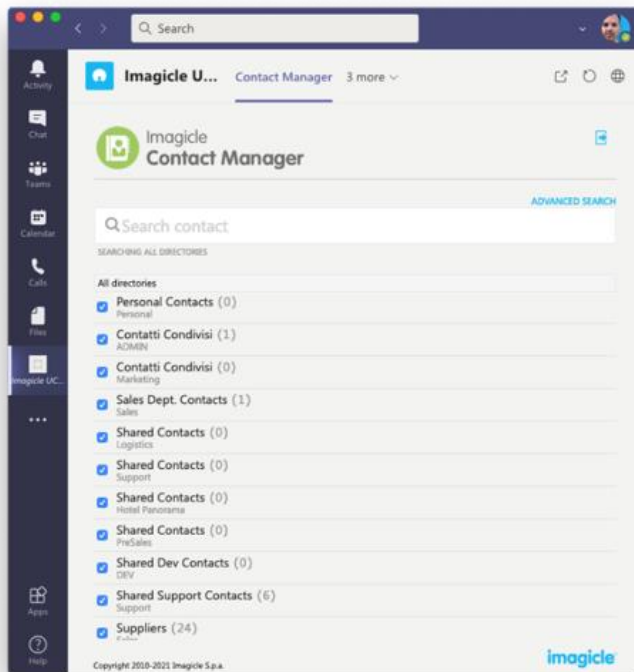 Search
Activity
Chat
Teams
Calendar
Calls
Files
Imagicle UC...
Apps
Help
Imagicle U... Contact Manager 3 more
Imagicle
Contact Manager
ADVANCED SEARCH
Search contact
SEARCHING ALL DIRECTORIES
All directories
Personal Contacts (0)
Personal
Contatti Condivisi (1)
ADMIN
Contatti Condivisi (0)
Marketing
Sales Dept. Contacts (1)
Sales
Shared Contacts (0)
Logistics
Shared Contacts (0)
Support
Shared Contacts (0)
Hotel Panorama
Shared Contacts (0)
PreSales
Shared Dev Contacts (0)
DEV
Shared Support Contacts (6)
Support
Suppliers (24)
Copyright 2010-2021 Imagicle S.p.a.
imagicle